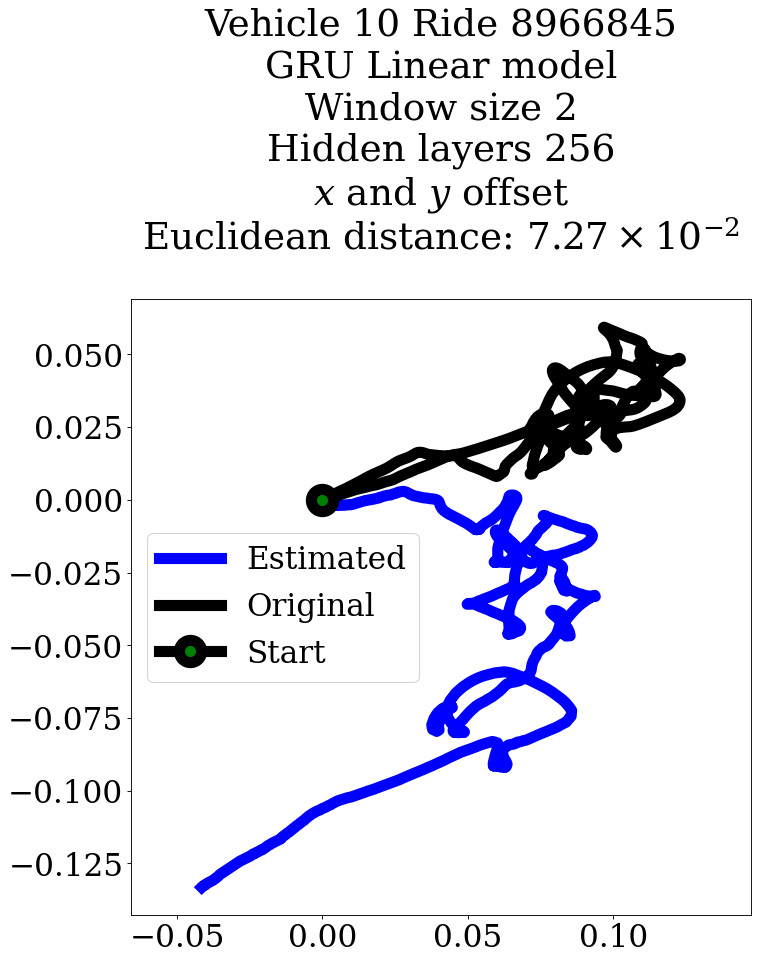 Vehicle 10 Ride 8966845
GRU Linear model
Window size 2
Hidden layers 256
x and y offset
Euclidean distance: 7.27 × 10⁻²
0.050
0.025
0.000
−0.025
−0.050
−0.075
−0.100
−0.125
Estimated
Original
Start
−0.05 0.00 0.05 0.10